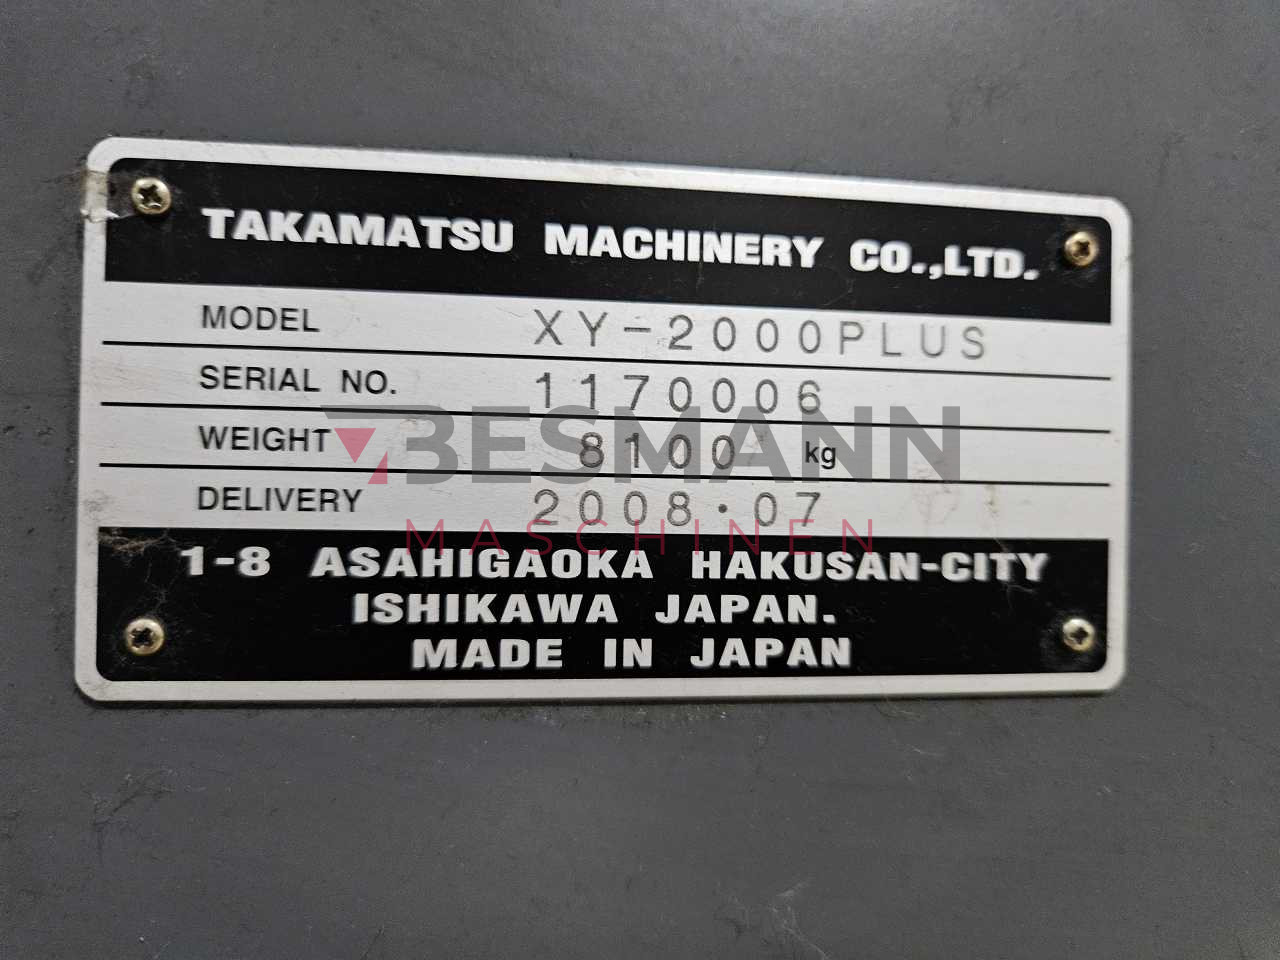 TAKAMATSU MACHINERY CO.,LTD.
MODEL XY-2000PLUS
SERIAL NO. 1170006
BESMANN
WEIGHT 8100 kg
DELIVERY 2008·07
MASCHINEN
1-8 ASAHIGAOKA HAKUSAN-CITY
ISHIKAWA JAPAN.
MADE IN JAPAN